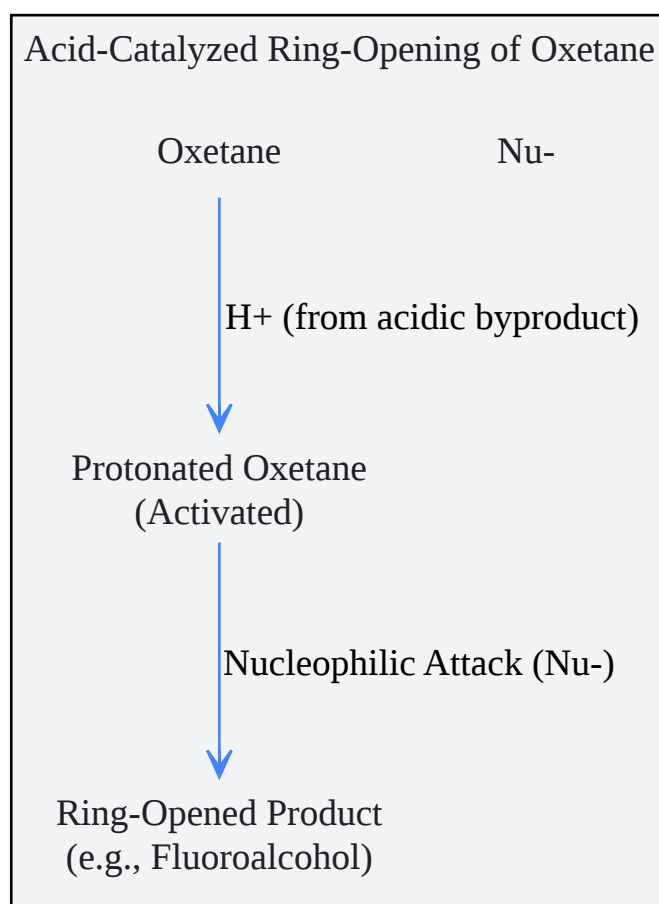 Acid-Catalyzed Ring-Opening of Oxetane
Oxetane
Nu-
H+ (from acidic byproduct)
Protonated Oxetane
(Activated)
Nucleophilic Attack (Nu-)
Ring-Opened Product
(e.g., Fluoroalcohol)